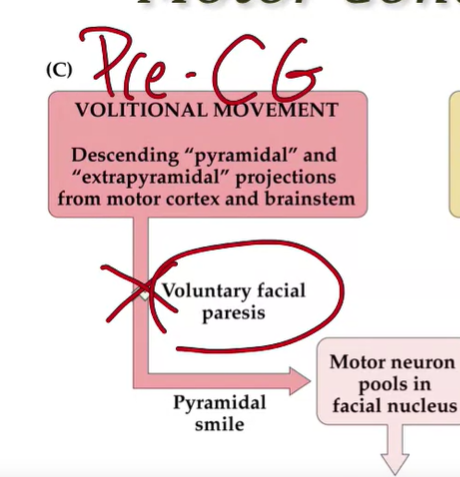 Pre-CG
(C)
VOLITIONAL MOVEMENT
Descending “pyramidal” and
“extrapyramidal” projections
from motor cortex and brainstem
Voluntary facial
paresis
Motor neuron
pools in
facial nucleus
Pyramidal
smile